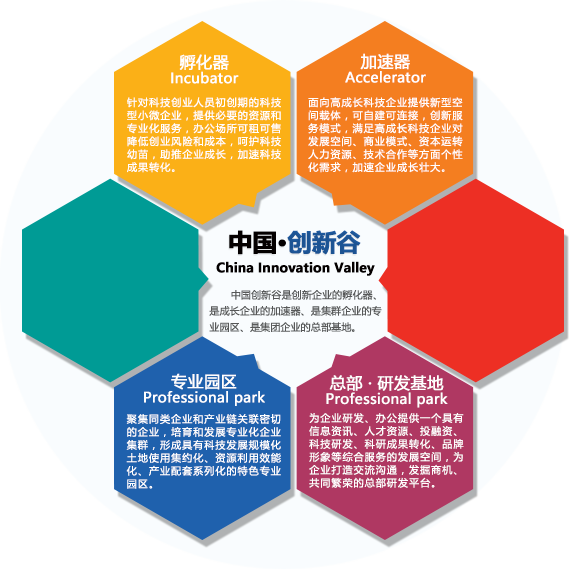 孵化器
Incubator
针对科技创业人员初创期的科技
型小微企业，提供必要的资源和
专业化服务，办公场所可租可售
降低创业风险和成本，呵护科技
幼苗，助推企业成长，加速科技
成果转化。
加速器
Accelerator
面向高成长科技企业提供新型空
间载体，可自建可连接，创新服
务模式，满足高成长科技企业对
发展空间、商业模式、资本运转
人力资源、技术合作等方面个性
化需求，加速企业成长壮大。
中国·创新谷
China Innovation Valley
中国创新谷是创新企业的孵化器、
是成长企业的加速器、是集群企业的专
业园区、是集团企业的总部基地。
专业园区
Professional park
聚集同类企业和产业链关联密切
的企业，培育和发展专业化企业
集群，形成具有科技发展规模化
土地使用集约化、资源利用效能
化、产业配套系列化的特色专业
园区。
总部·研发基地
Professional park
为企业研发、办公提供一个具有
信息资讯、人才资源、投融资、
科技研发、科研成果转化、品牌
形象等综合服务的发展空间，为
企业打造交流沟通，发掘商机、
共同繁荣的总部研发平台。